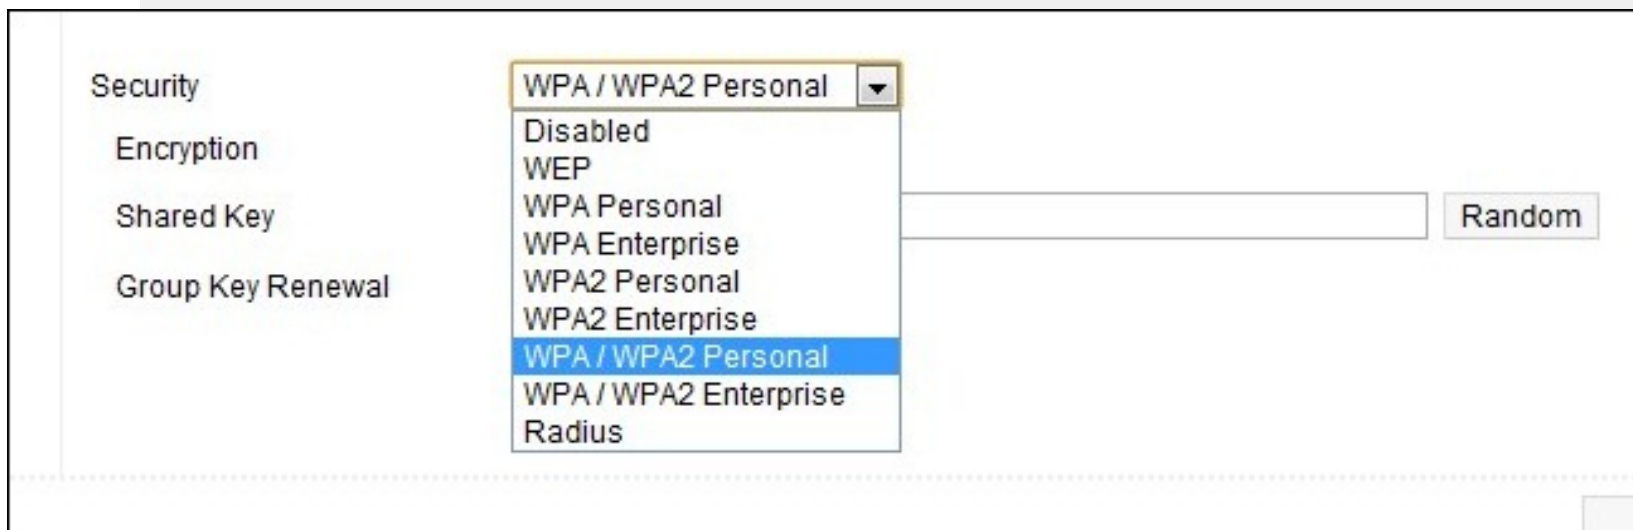 Security
WPA / WPA2 Personal
Disabled
Encryption
WEP
WPA Personal
Shared Key
Random
WPA Enterprise
WPA2 Personal
Group Key Renewal
WPA2 Enterprise
WPA / WPA2 Personal
WPA / WPA2 Enterprise
Radius